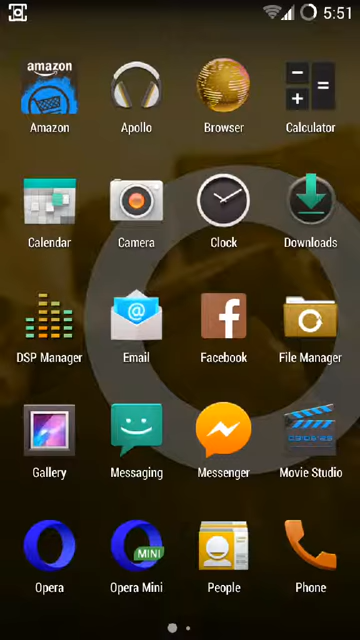 5:51
amazon
Amazon
Apollo
Browser
Calculator
Calendar
Camera
Clock
Downloads
DSP Manager
Email
Facebook
File Manager
Gallery
Messaging
Messenger
Movie Studio
MINI
Opera
Opera Mini
People
Phone